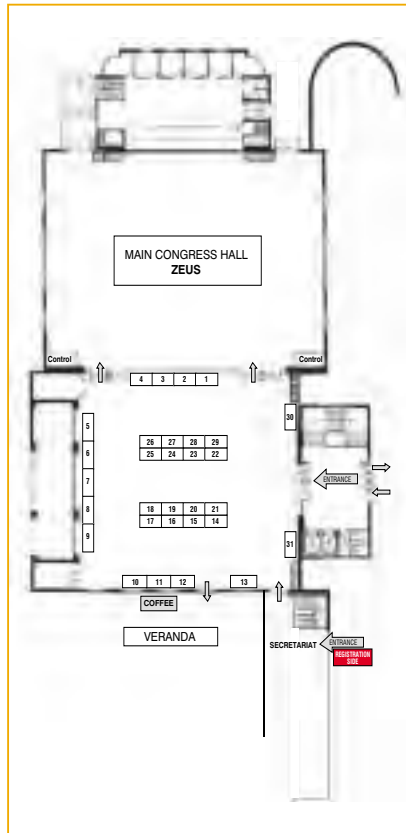 MAIN CONGRESS HALL
ZEUS
Control
Control
4 3 2 1
30
5
6
7
8
9
26 27 28 29
25 24 23 22
ENTRANCE
18 19 20 21
17 16 15 14
31
10 11 12 13
COFFEE
VERANDA
SECRETARIAT
ENTRANCE
REGISTRATION
SIDE